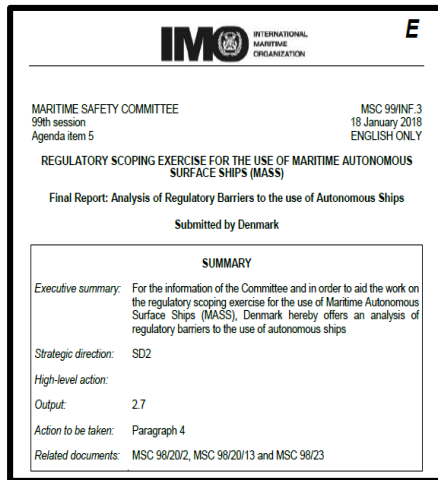 E
IMO
INTERNATIONAL
MARITIME
ORGANIZATION
MARITIME SAFETY COMMITTEE
99th session
Agenda item 5
MSC 99/INF.3
18 January 2018
ENGLISH ONLY
REGULATORY SCOPING EXERCISE FOR THE USE OF MARITIME AUTONOMOUS
SURFACE SHIPS (MASS)
Final Report: Analysis of Regulatory Barriers to the use of Autonomous Ships
Submitted by Denmark
SUMMARY
Executive summary: For the information of the Committee and in order to aid the work on
the regulatory scoping exercise for the use of Maritime Autonomous
Surface Ships (MASS), Denmark hereby offers an analysis of
regulatory barriers to the use of autonomous ships
Strategic direction: SD2
High-level action:
Output: 2.7
Action to be taken: Paragraph 4
Related documents: MSC 98/20/2, MSC 98/20/13 and MSC 98/23